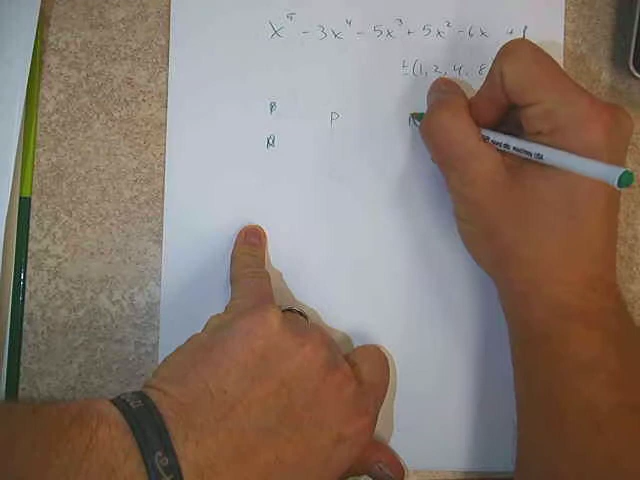 x⁵ - 3x⁴ - 5x³ + 5x² - 6x + 8
± (1, 2, 4, 8
P
P
N